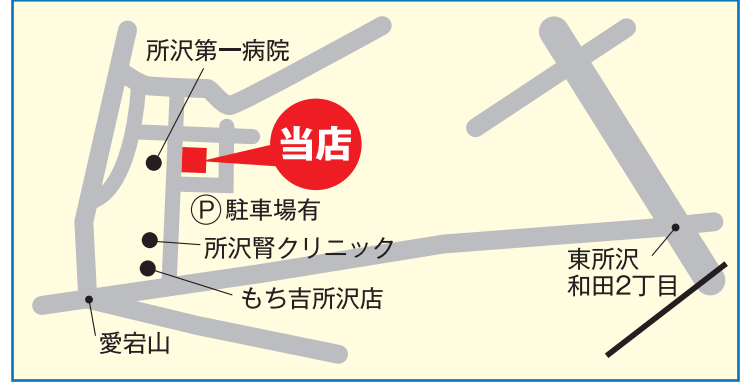 所沢第一病院
当店
Ⓟ駐車場有
所沢腎クリニック
もち吉所沢店
愛宕山
東所沢
和田2丁目